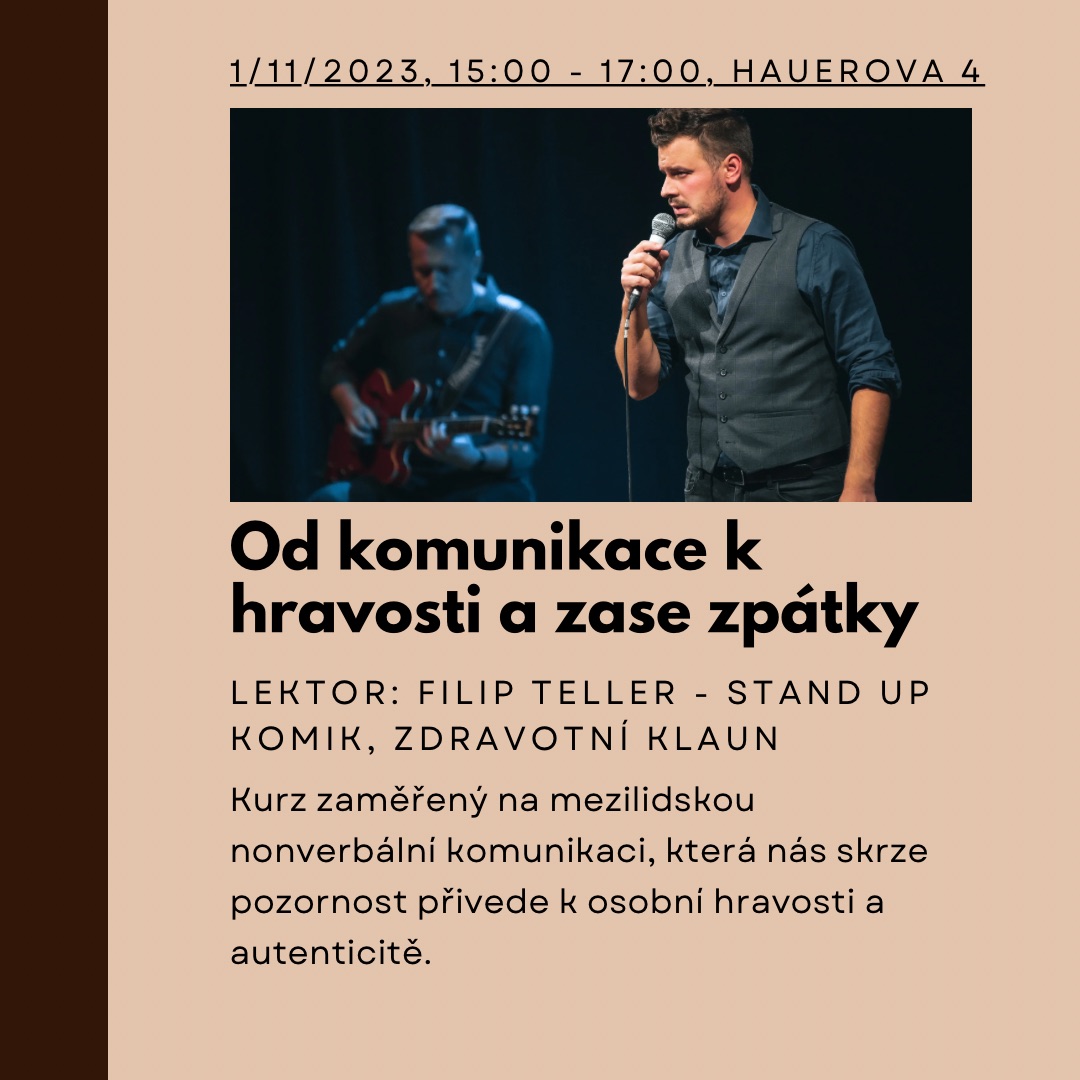 1/11/2023, 15:00 - 17:00, HAUEROVA 4
Od komunikace k
hravosti a zase zpátky
LEKTOR: FILIP TELLER - STAND UP
KOMIK, ZDRAVOTNÍ KLAUN
Kurz zaměřený na mezilidskou
nonverbální komunikaci, která nás skrze
pozornost přivede k osobní hravosti a
autenticitě.